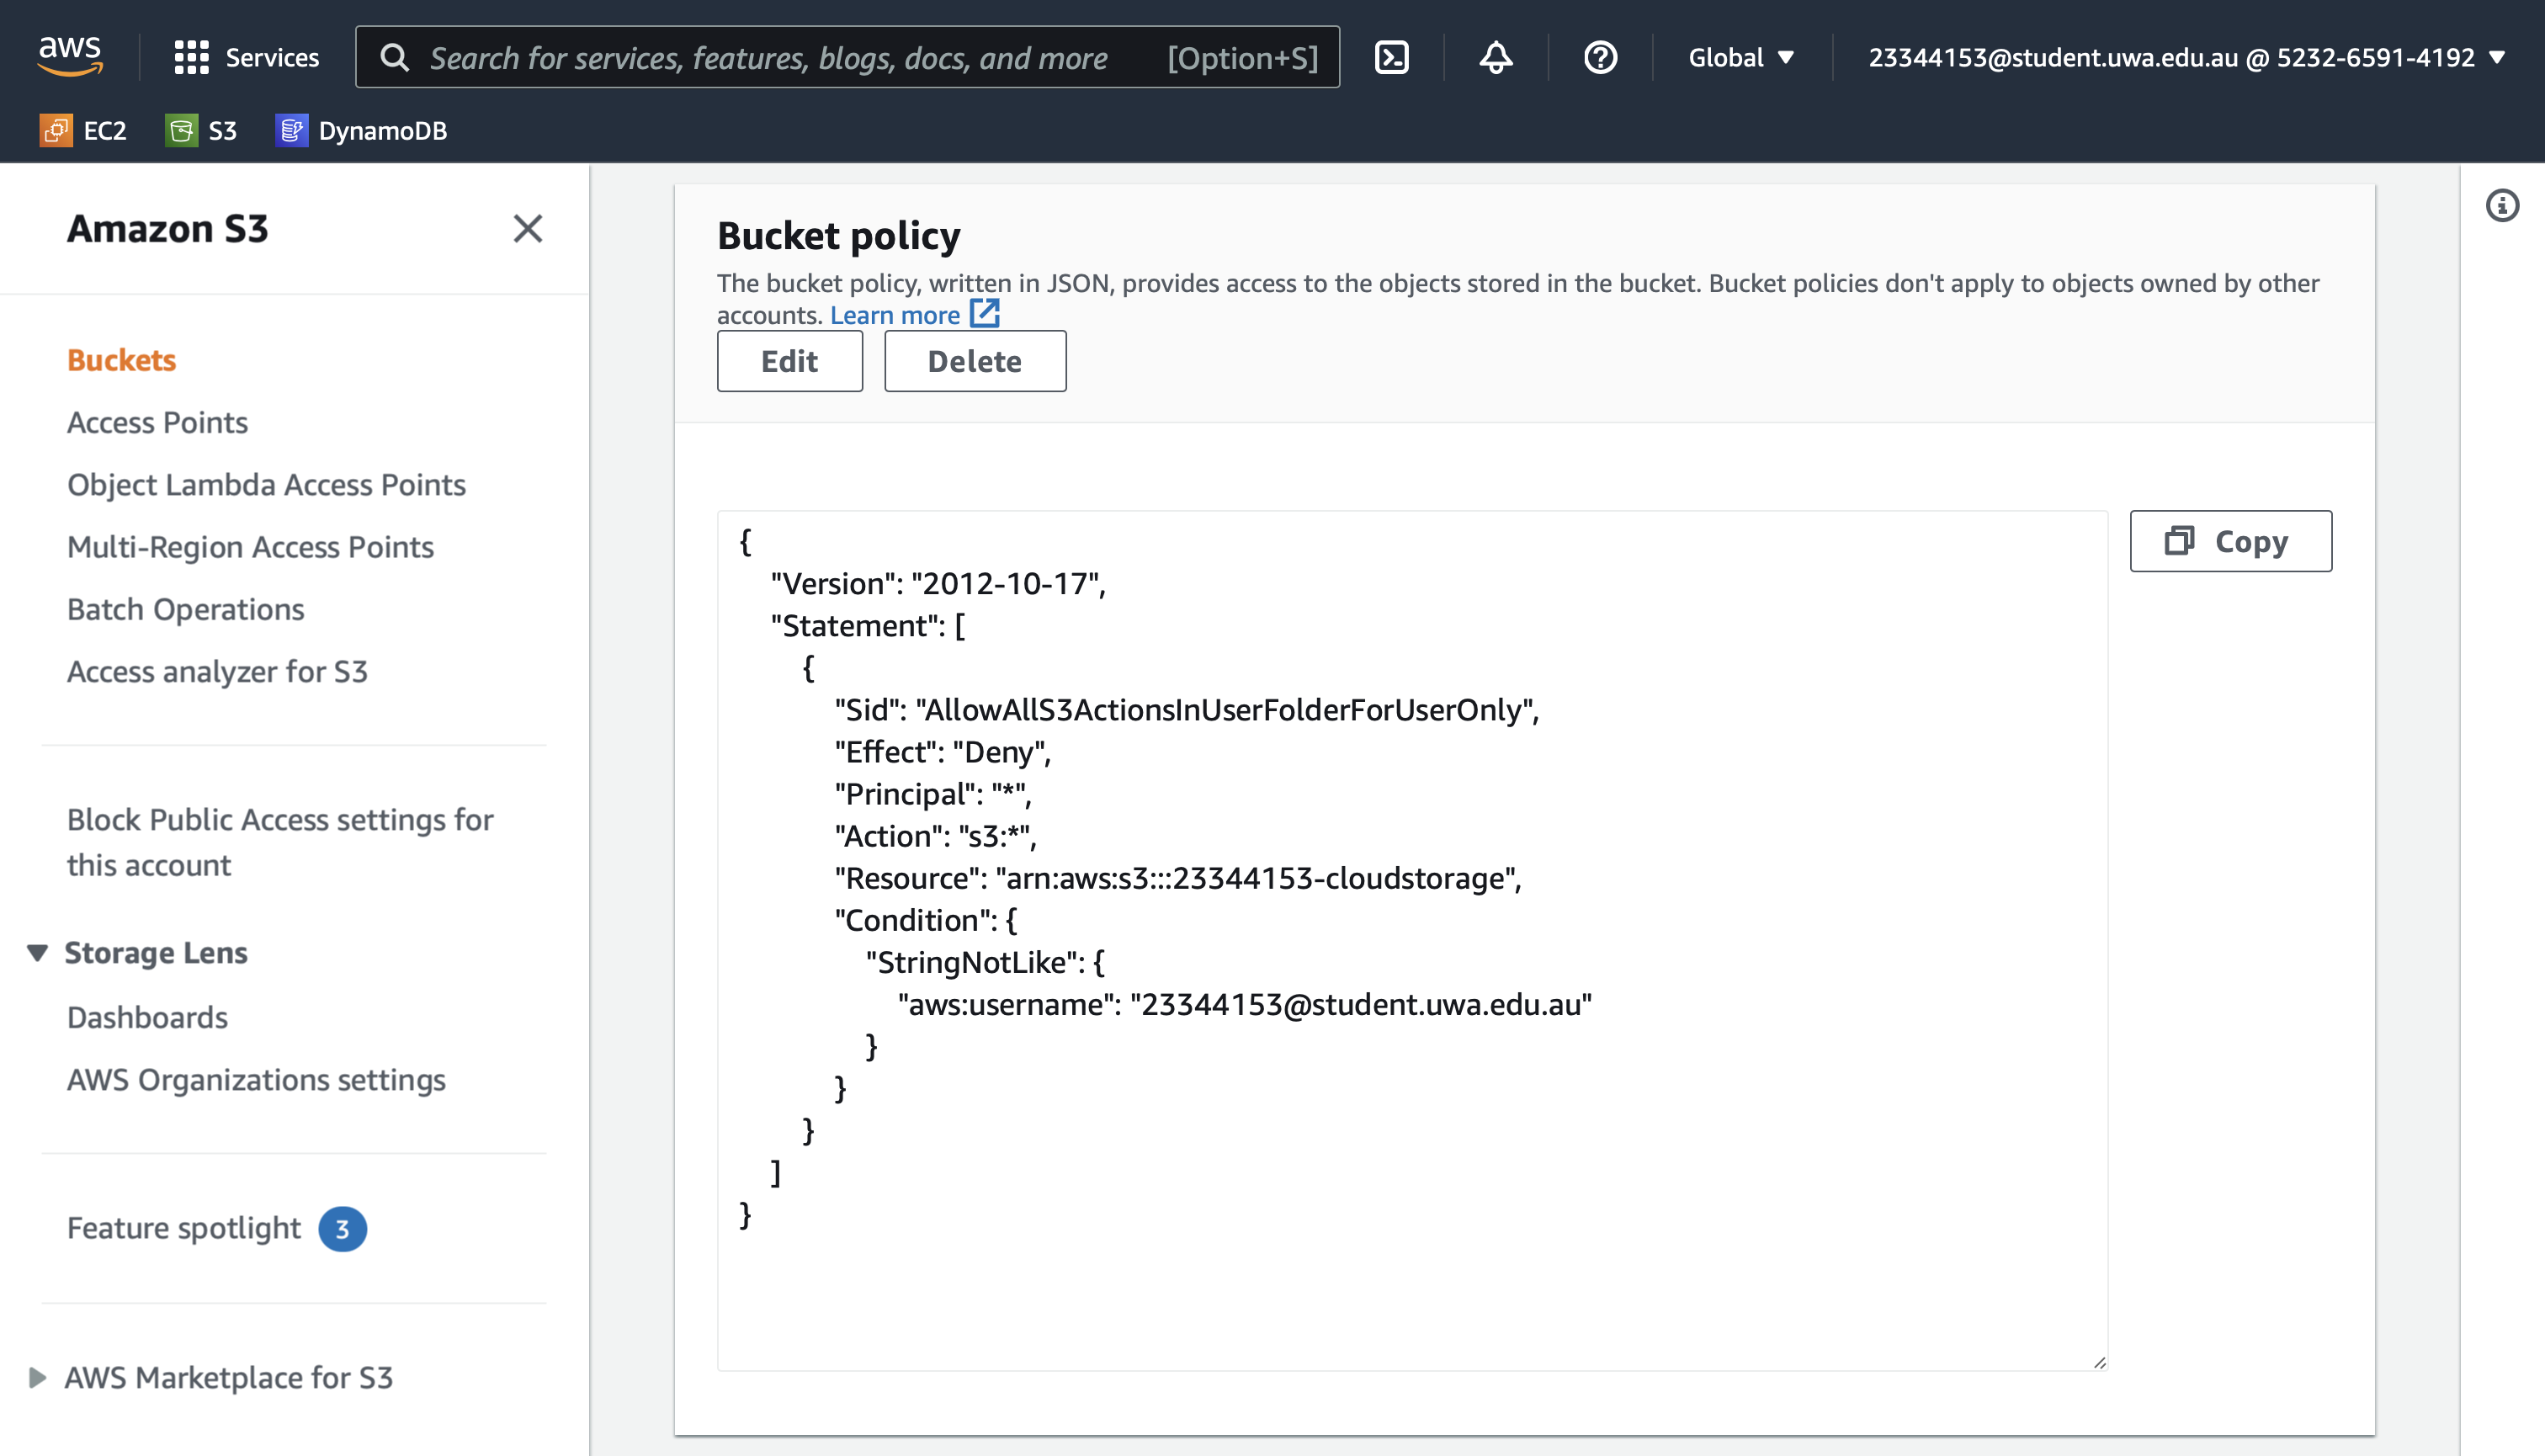 aws
Services
Search for services, features, blogs, docs, and more [Option+S]
Global
23344153@student.uwa.edu.au @ 5232-6591-4192
EC2
S3
DynamoDB
Amazon S3
Buckets
Access Points
Object Lambda Access Points
Multi-Region Access Points
Batch Operations
Access analyzer for S3
Block Public Access settings for
this account
Storage Lens
Dashboards
AWS Organizations settings
Feature spotlight 3
AWS Marketplace for S3
Bucket policy
The bucket policy, written in JSON, provides access to the objects stored in the bucket. Bucket policies don't apply to objects owned by other
accounts. Learn more
Edit
Delete
Copy
{
"Version": "2012-10-17",
"Statement": [
{
"Sid": "AllowAllS3ActionsInUserFolderForUserOnly",
"Effect": "Deny",
"Principal": "*",
"Action": "s3:*",
"Resource": "arn:aws:s3:::23344153-cloudstorage",
"Condition": {
"StringNotLike": {
"aws:username": "23344153@student.uwa.edu.au"
}
}
}
]
}